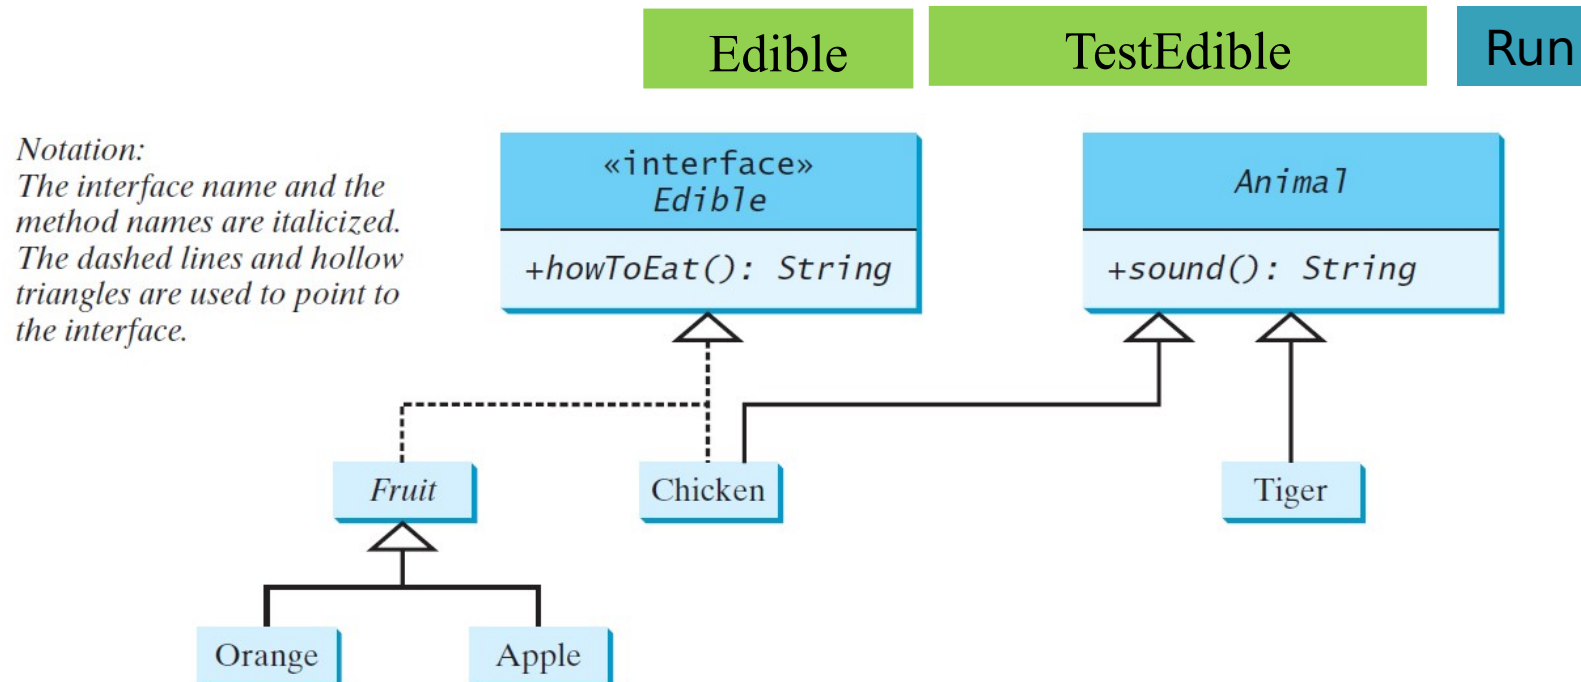 Edible
TestEdible
Run
Notation:
The interface name and the
method names are italicized.
The dashed lines and hollow
triangles are used to point to
the interface.
«interface»
Edible
+howToEat(): String
Animal
+sound(): String
Fruit
Chicken
Tiger
Orange
Apple